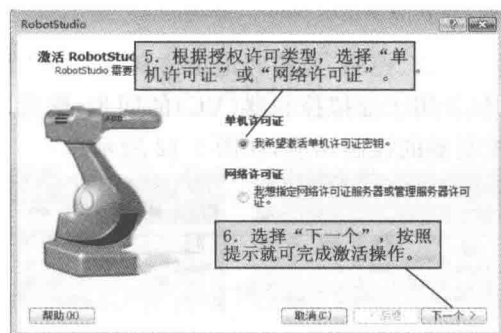 RobotStudio
激活 RobotStud
RobotStudio 需要
5. 根据授权许可类型，选择“单
机许可证”或“网络许可证”。
单机许可证
我希望激活单机许可证密钥。
网络许可证
我想指定网络许可证服务器或管理服务器许可
证。
ABB
6. 选择“下一个”，按照
提示就可完成激活操作。
帮助(H)
取消(C)
< 后退
下一个 >